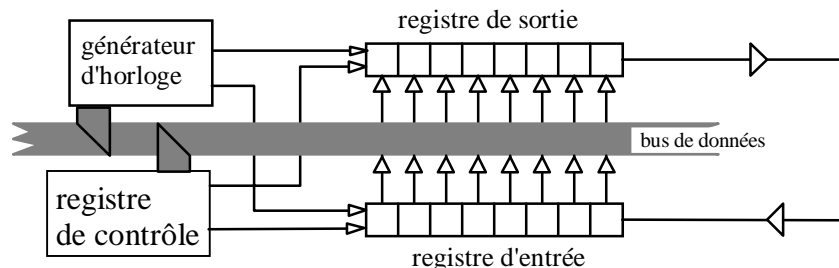 registre de sortie
générateur
d'horloge
bus de données
registre
de contrôle
registre d'entrée